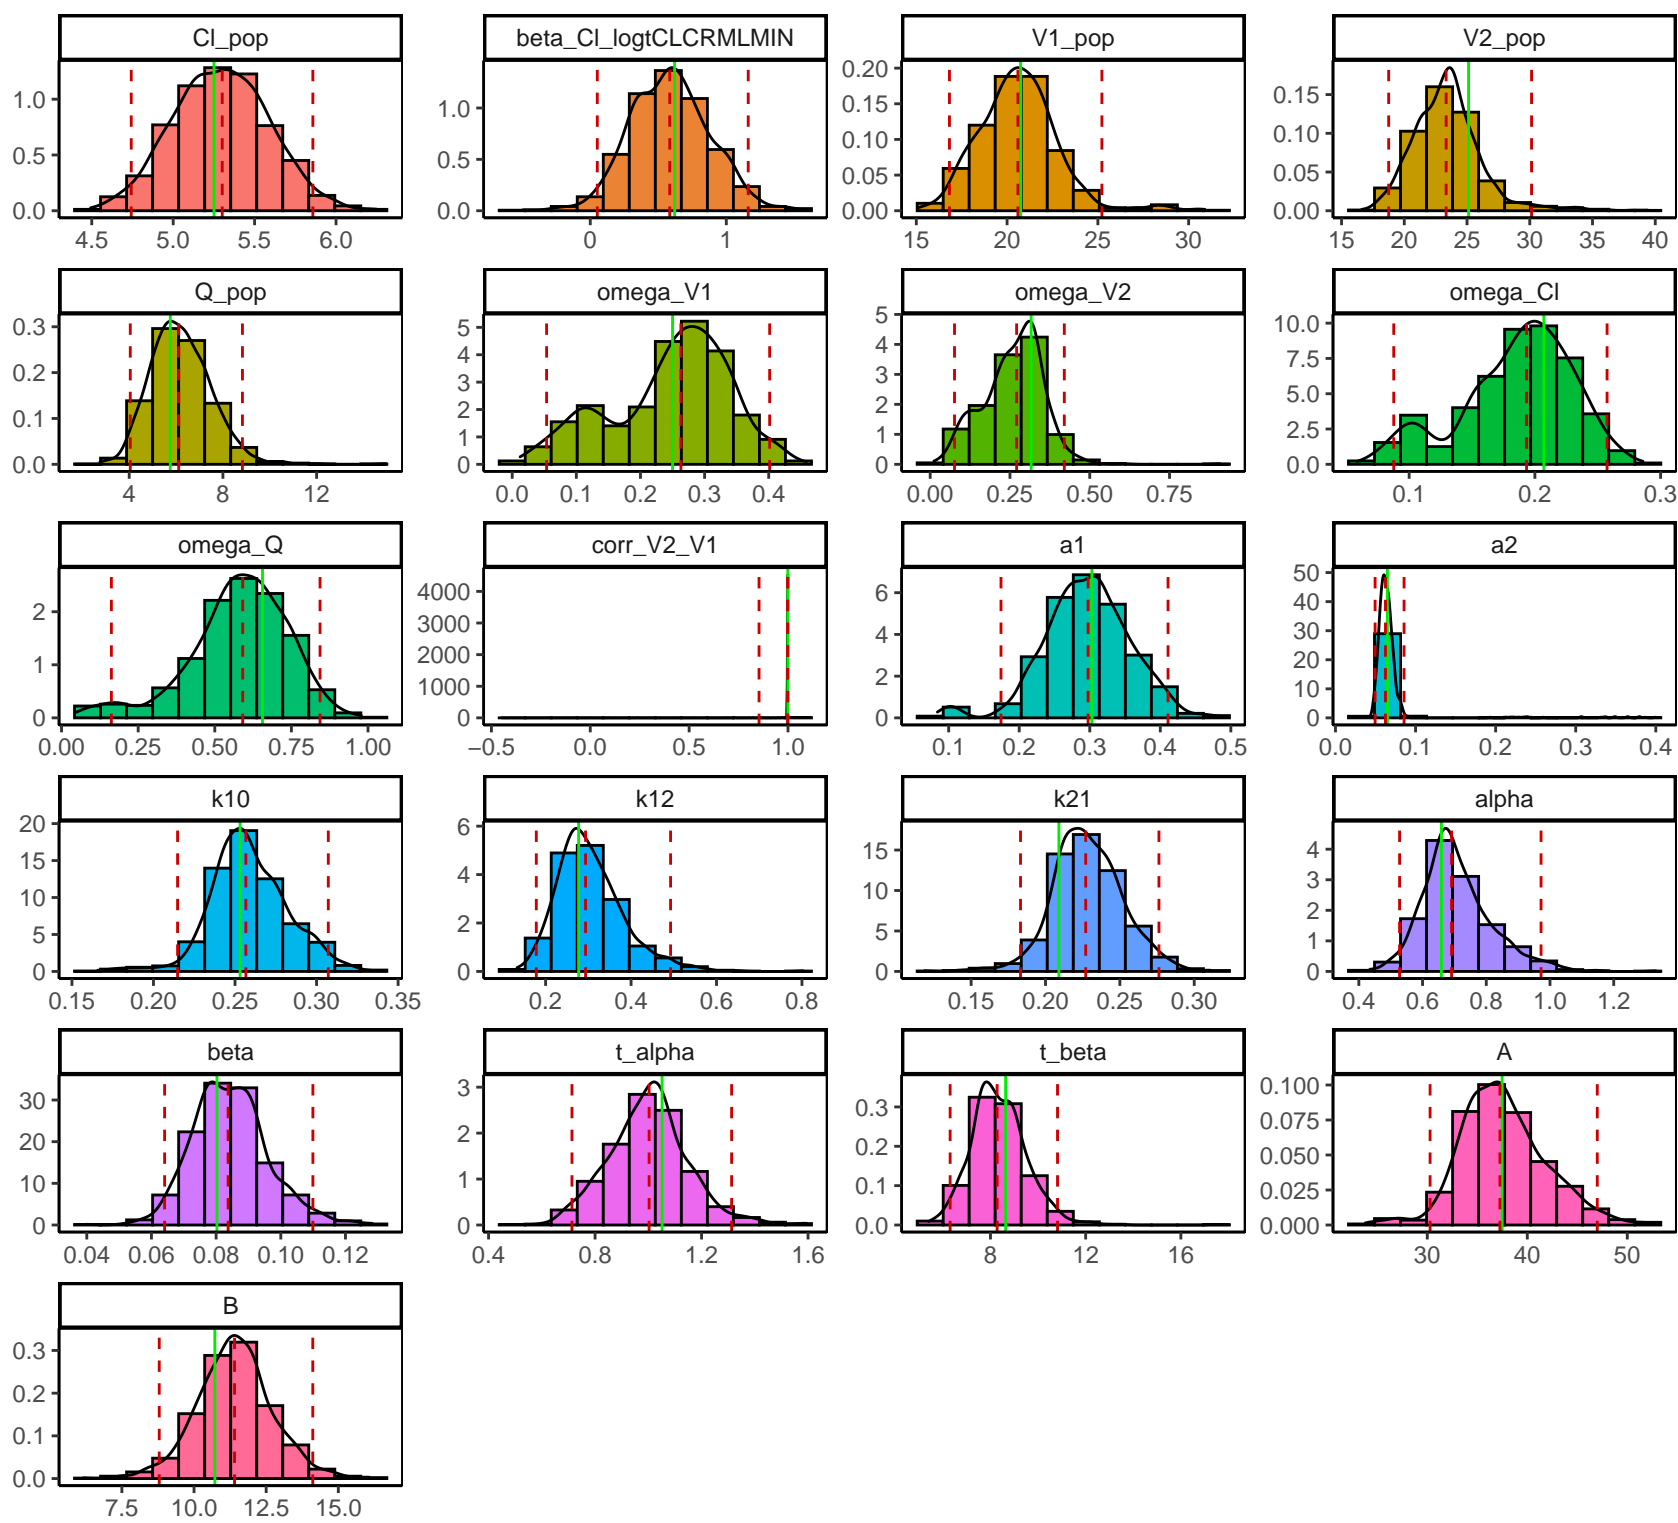 Cl_pop beta_Cl_logtCLCRMLMIN V1_pop V2_pop
0.0 0.5 1.0
4.5 5.0 5.5 6.0
0.0 0.5 1.0
0 1
0.00 0.05 0.10 0.15 0.20
15 20 25 30
0.00 0.05 0.10 0.15
15 20 25 30 35 40
Q_pop omega_V1 omega_V2 omega_Cl
0.0 0.1 0.2 0.3
4 8 12
0 1 2 3 4 5
0.0 0.1 0.2 0.3 0.4
0 1 2 3 4 5
0.00 0.25 0.50 0.75
0.0 2.5 5.0 7.5 10.0
0.1 0.2 0.3
omega_Q corr_V2_V1 a1 a2
0 1 2
0.00 0.25 0.50 0.75 1.00
0 1000 2000 3000 4000
−0.5 0.0 0.5 1.0
0 2 4 6
0.1 0.2 0.3 0.4 0.5
0 10 20 30 40 50
0.0 0.1 0.2 0.3 0.4
k10 k12 k21 alpha
0 5 10 15 20
0.15 0.20 0.25 0.30 0.35
0 2 4 6
0.2 0.4 0.6 0.8
0 5 10 15
0.15 0.20 0.25 0.30
0 1 2 3 4
0.4 0.6 0.8 1.0 1.2
beta t_alpha t_beta A
0 10 20 30
0.04 0.06 0.08 0.10 0.12
0 1 2 3
0.4 0.8 1.2 1.6
0.0 0.1 0.2 0.3
8 12 16
0.000 0.025 0.050 0.075 0.100
30 40 50
B
0.0 0.1 0.2 0.3
7.5 10.0 12.5 15.0